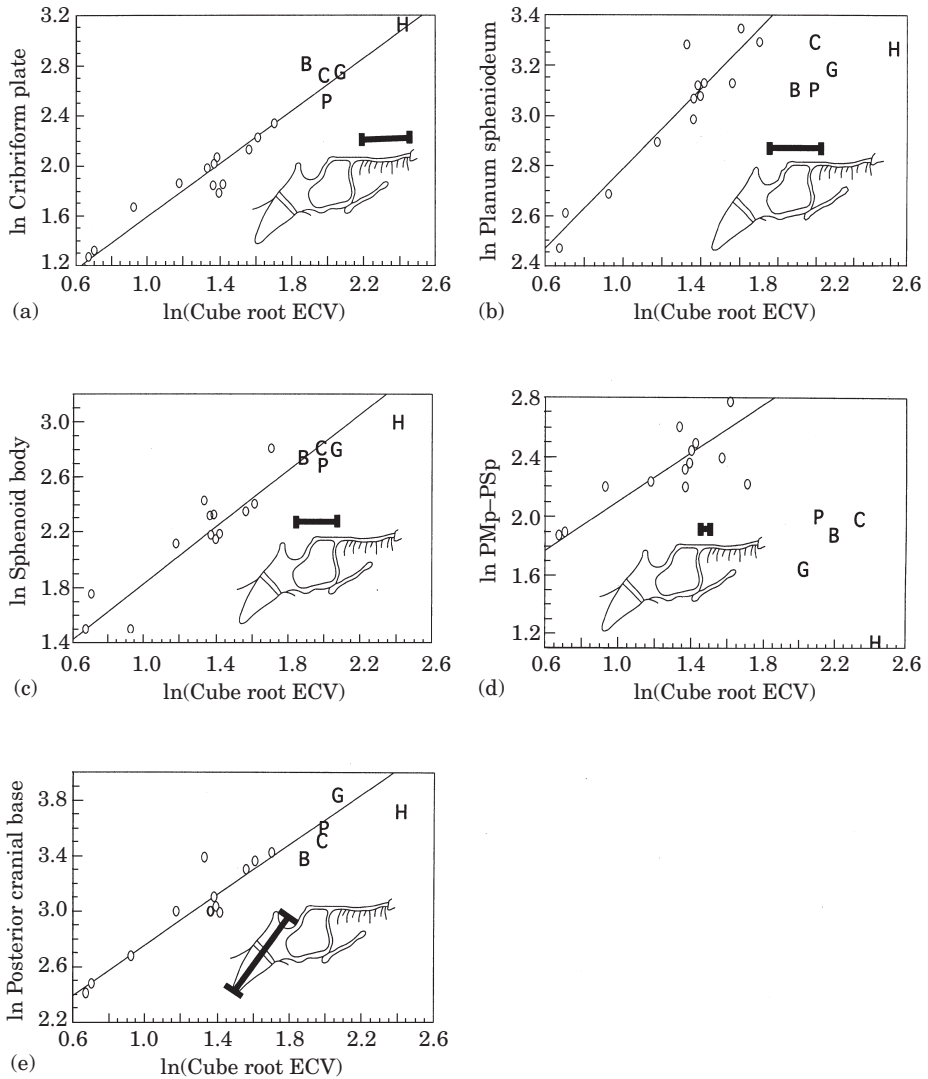 3.2
2.8
2.4
2.0
1.6
1.2
ln Cribriform plate
H
B
C
G
P
0.6 1.0 1.4 1.8 2.2 2.6
(a)
ln(Cube root ECV)
3.4
3.2
3.0
2.8
2.6
2.4
ln Planum spheniodeum
C
H
G
B
P
0.6 1.0 1.4 1.8 2.2 2.6
(b)
ln(Cube root ECV)
3.0
2.6
2.2
1.8
1.4
ln Sphenoid body
H
C
G
B
P
0.6 1.0 1.4 1.8 2.2 2.6
(c)
ln(Cube root ECV)
2.8
2.4
2.0
1.6
1.2
ln PMp–PSp
P
C
B
G
H
0.6 1.0 1.4 1.8 2.2 2.6
(d)
ln(Cube root ECV)
3.8
3.4
3.0
2.6
2.2
ln Posterior cranial base
G
H
P
C
B
0.6 1.0 1.4 1.8 2.2 2.6
(e)
ln(Cube root ECV)